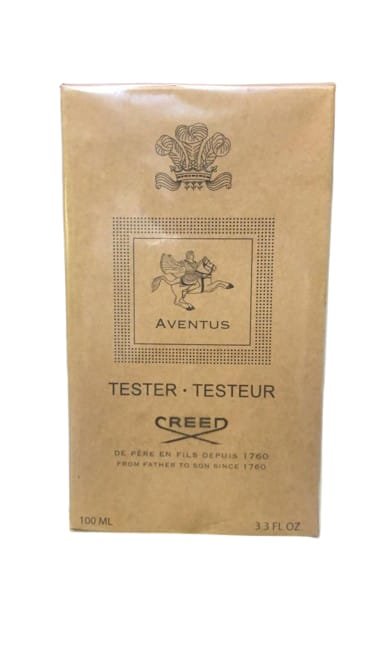 AVENTUS
TESTER · TESTEUR
CREED
DE PÈRE EN FILS DEPUIS 1760
FROM FATHER TO SON SINCE 1760
100 ML
3.3 FL OZ.